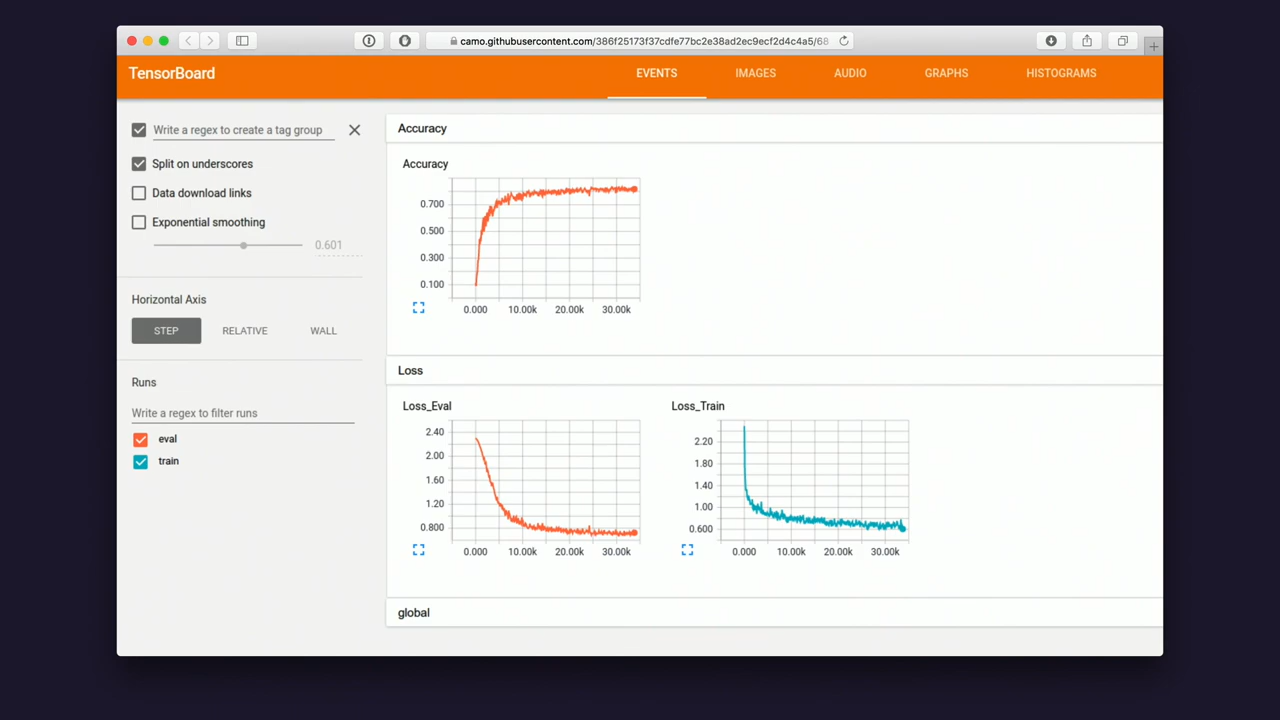 camo.githubusercontent.com/386f25173f37cdfe77bc2e38ad2ec9ecf2d4c4a5/68
TensorBoard
EVENTS
IMAGES
AUDIO
GRAPHS
HISTOGRAMS
Write a regex to create a tag group
Split on underscores
Data download links
Exponential smoothing
0.601
Horizontal Axis
STEP
RELATIVE
WALL
Runs
Write a regex to filter runs
eval
train
Accuracy
Accuracy
0.700
0.500
0.300
0.100
0.000 10.00k 20.00k 30.00k
Loss
Loss_Eval
2.40
2.00
1.60
1.20
0.800
0.000 10.00k 20.00k 30.00k
Loss_Train
2.20
1.80
1.40
1.00
0.600
0.000 10.00k 20.00k 30.00k
global